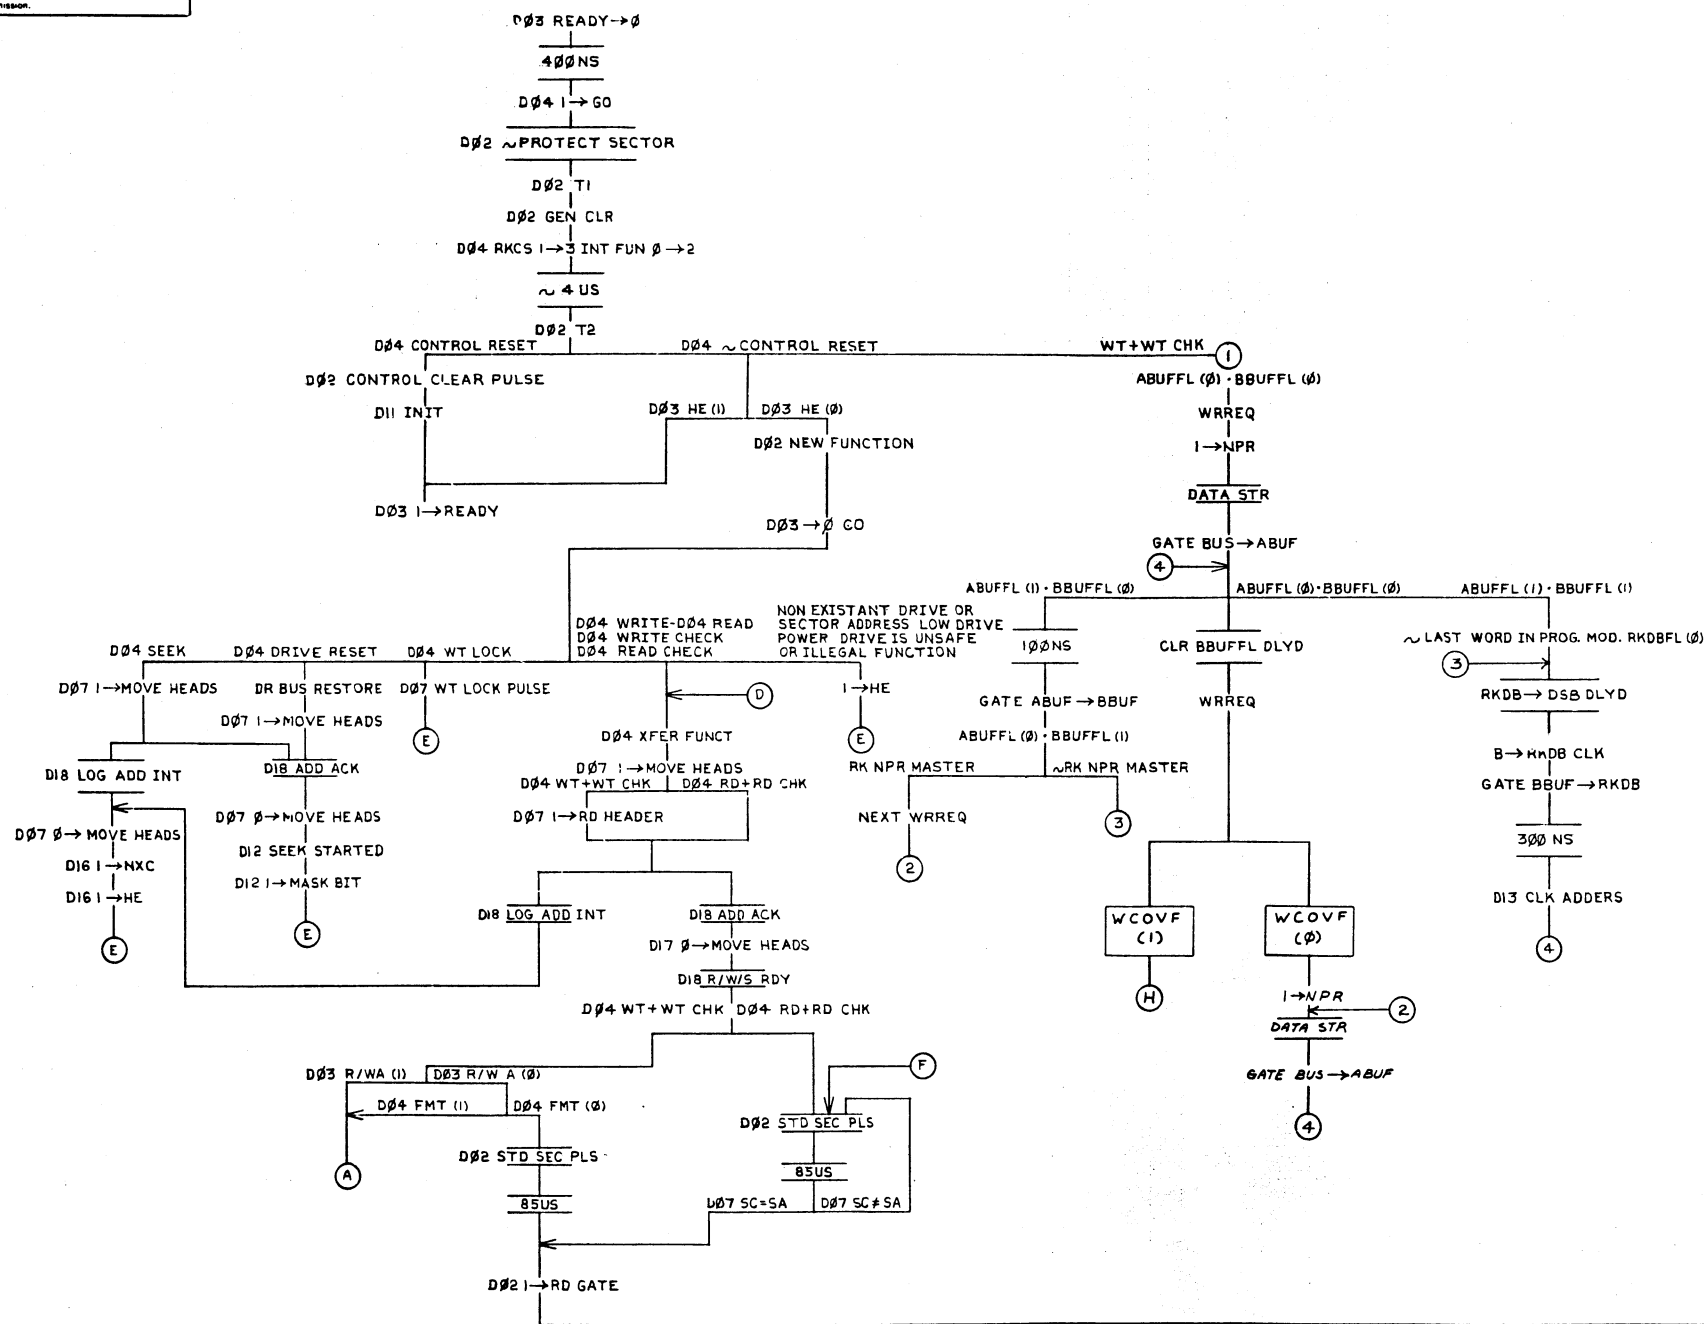 MISSION.
DØ3 READY→Ø
4ØØNS
DØ4 1→GO
DØ2 ~PROTECT SECTOR
DØ2 T1
DØ2 GEN CLR
DØ4 RKCS 1→3 INT FUN Ø→2
~ 4 US
DØ2 T2
DØ4 CONTROL RESET
DØ4 ~CONTROL RESET
WT+WT CHK
1
DØ2 CONTROL CLEAR PULSE
ABUFFL (Ø)·BBUFFL (Ø)
D11 INIT
DØ3 HE (1)
DØ3 HE (Ø)
WRREQ
DØ2 NEW FUNCTION
1→NPR
DATA STR
DØ3 1→READY
DØ3→Ø GO
GATE BUS→ABUF
4
ABUFFL (1)·BBUFFL (Ø)
ABUFFL (Ø)·BBUFFL (Ø)
ABUFFL (1)·BBUFFL (1)
DØ4 WRITE-DØ4 READ
DØ4 WRITE CHECK
DØ4 READ CHECK
NON EXISTANT DRIVE OR
SECTOR ADDRESS LOW DRIVE
POWER DRIVE IS UNSAFE
OR ILLEGAL FUNCTION
1ØØNS
CLR BBUFFL DLYD
~LAST WORD IN PROG. MOD. RKDBFL (Ø)
3
DØ4 SEEK
DØ4 DRIVE RESET
DØ4 WT LOCK
DØ7 1→MOVE HEADS
DR BUS RESTORE
DØ7 WT LOCK PULSE
D
1→HE
GATE ABUF→BBUF
WRREQ
RKDB→DSB DLYD
DØ7 1→MOVE HEADS
E
DØ4 XFER FUNCT
E
ABUFFL (Ø)·BBUFFL (1)
D18 LOG ADD INT
D18 ADD ACK
DØ7 1→MOVE HEADS
RK NPR MASTER
~RK NPR MASTER
B→RKDB CLK
DØ4 WT+WT CHK
DØ4 RD+RD CHK
GATE BBUF→RKDB
DØ7 Ø→MOVE HEADS
DØ7 Ø→MOVE HEADS
DØ7 1→RD HEADER
NEXT WRREQ
3
3ØØ NS
D16 1→NXC
D12 SEEK STARTED
2
D16 1→HE
D12 1→MASK BIT
D13 CLK ADDERS
E
E
D18 LOG ADD INT
D18 ADD ACK
WCOVF
(1)
WCOVF
(Ø)
4
D17 Ø→MOVE HEADS
D18 R/W/S RDY
H
1→NPR
DØ4 WT+WT CHK
DØ4 RD+RD CHK
2
DATA STR
DØ3 R/WA (1)
DØ3 R/W A (Ø)
F
GATE BUS→ABUF
DØ4 FMT (1)
DØ4 FMT (Ø)
DØ2 STD SEC PLS
4
DØ2 STD SEC PLS
A
85US
85US
DØ7 SC=SA
DØ7 SC≠SA
DØ2 1→RD GATE